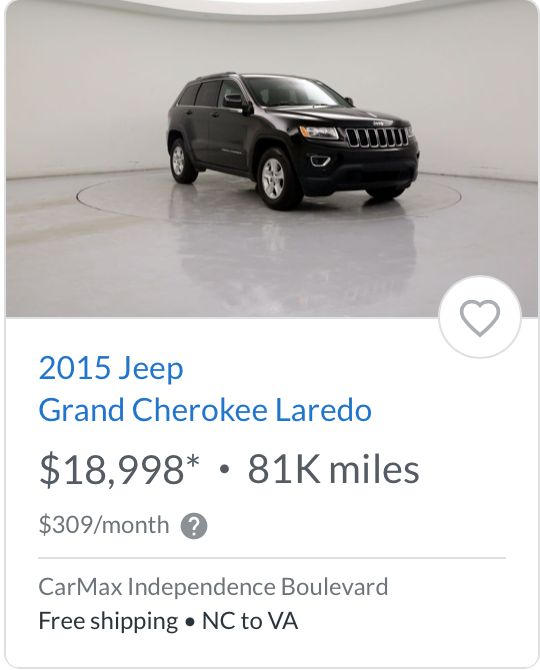 2015 Jeep
Grand Cherokee Laredo
$18,998* • 81K miles
$309/month ?
CarMax Independence Boulevard
Free shipping • NC to VA